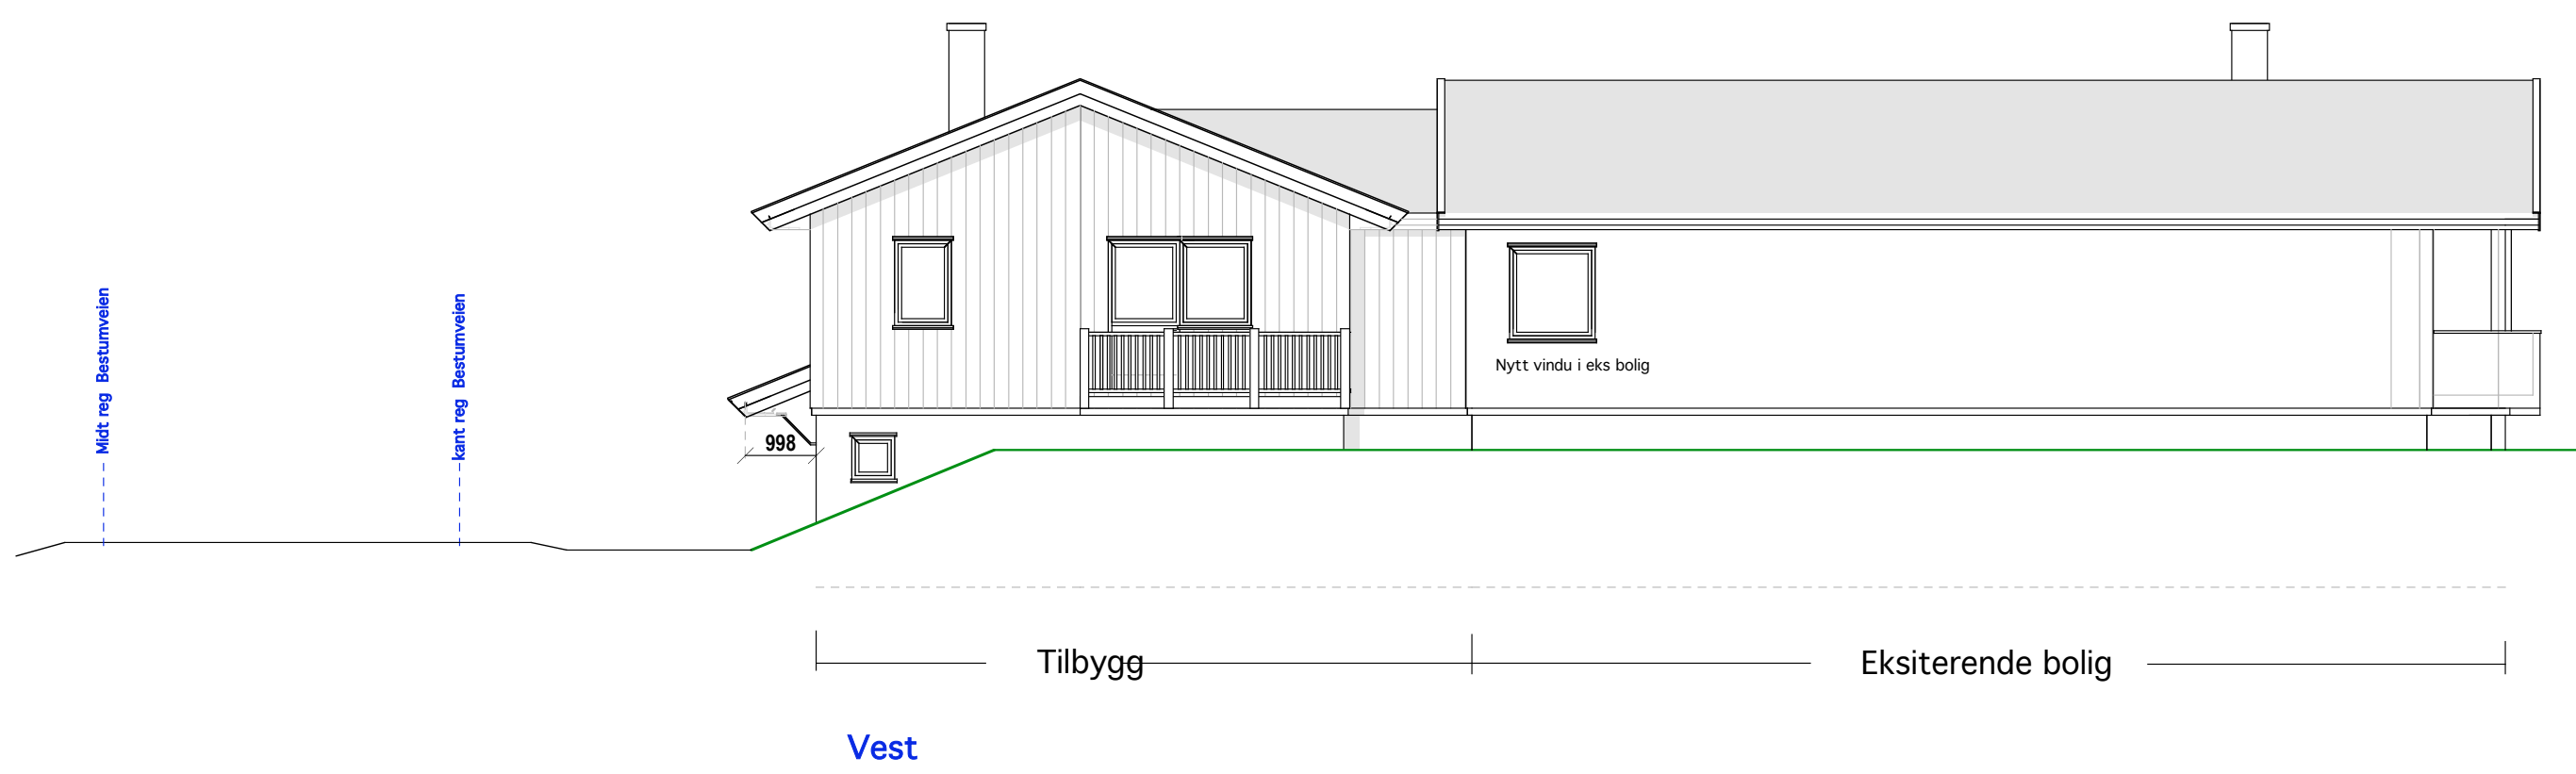 Midt reg Bestumveien
kant reg Bestumveien
Nytt vindu i eks bolig
998
Tilbygg
Eksiterende bolig
Vest